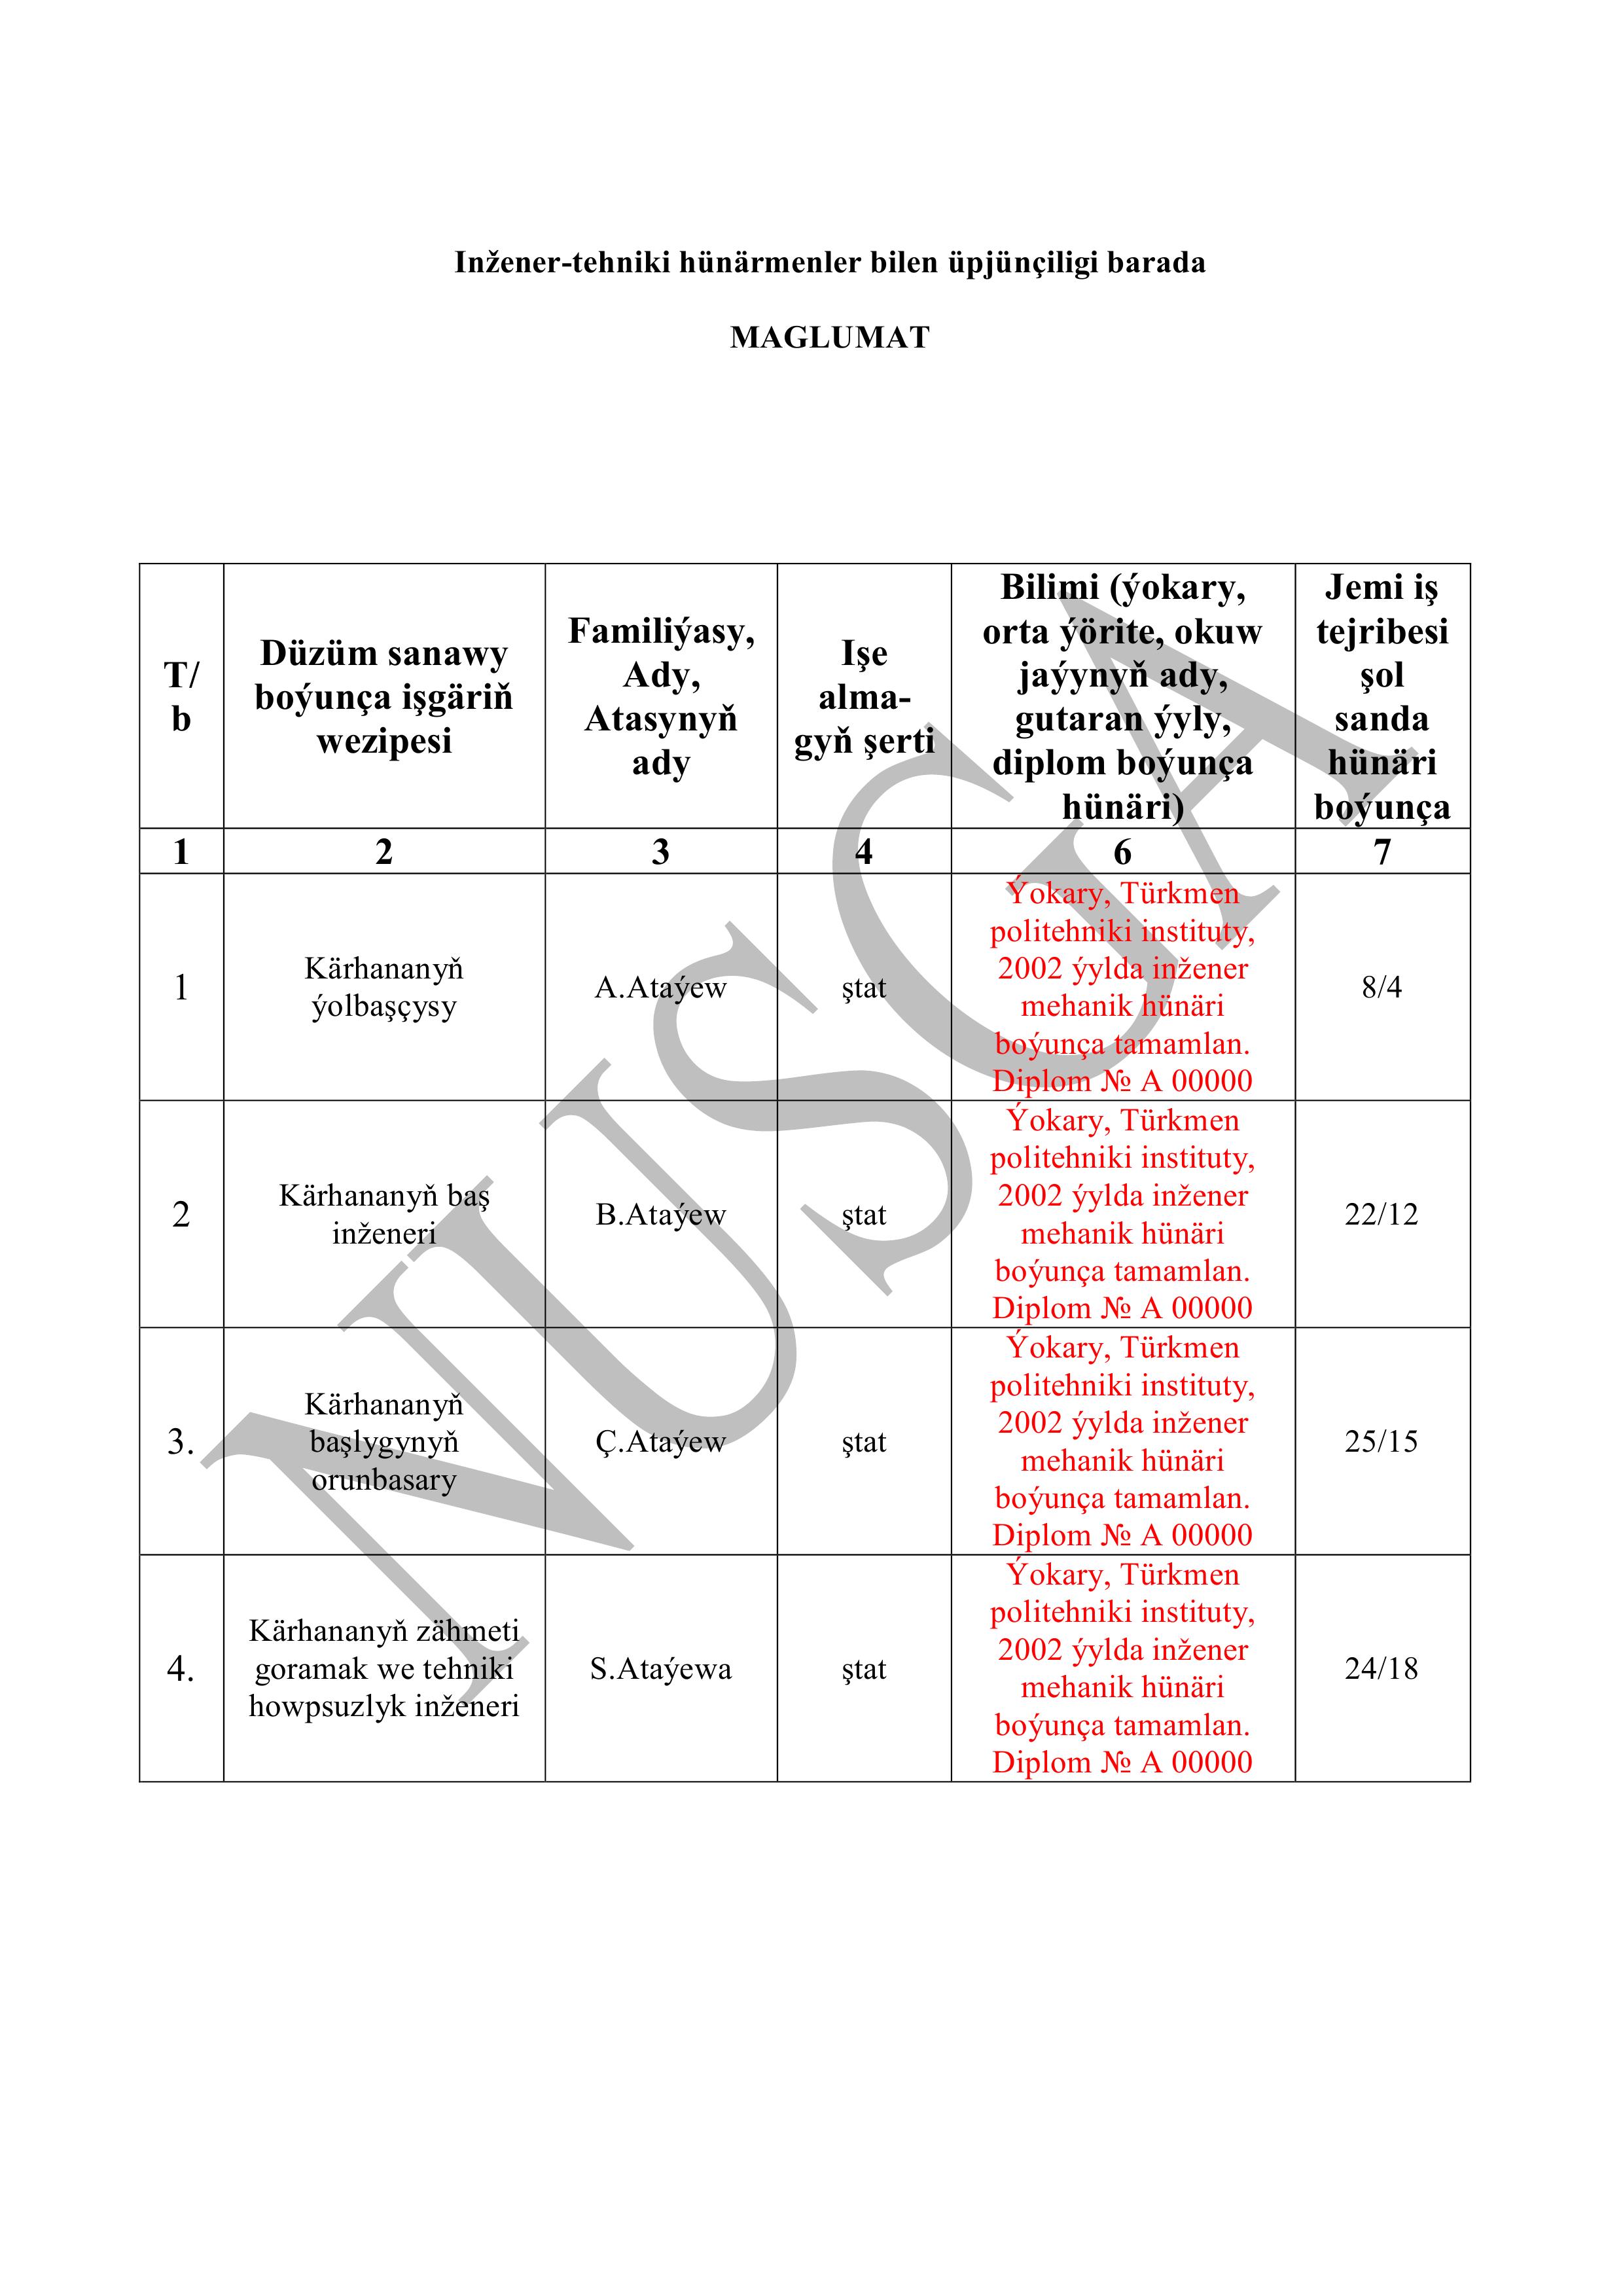 Inžener-tehniki hünärmenler bilen üpjünçiligi barada
MAGLUMAT
T/
b
Düzüm sanawy
boýunça işgäriň
wezipesi
Familiýasy,
Ady,
Atasynyň
ady
Işe
alma-
gyň şerti
Bilimi (ýokary,
orta ýörite, okuw
jaýynyň ady,
gutaran ýyly,
diplom boýunça
hünäri)
Jemi iş
tejribesi
şol
sanda
hünäri
boýunça
1 2 3 4 6 7
1
Kärhananyň
ýolbaşçysy
A.Ataýew
ştat
Ýokary, Türkmen
politehniki instituty,
2002 ýylda inžener
mehanik hünäri
boýunça tamamlan.
Diplom № A 00000
8/4
2
Kärhananyň baş
inženeri
B.Ataýew
ştat
Ýokary, Türkmen
politehniki instituty,
2002 ýylda inžener
mehanik hünäri
boýunça tamamlan.
Diplom № A 00000
22/12
3.
Kärhananyň
başlygynyň
orunbasary
Ç.Ataýew
ştat
Ýokary, Türkmen
politehniki instituty,
2002 ýylda inžener
mehanik hünäri
boýunça tamamlan.
Diplom № A 00000
25/15
4.
Kärhananyň zähmeti
goramak we tehniki
howpsuzlyk inženeri
S.Ataýewa
ştat
Ýokary, Türkmen
politehniki instituty,
2002 ýylda inžener
mehanik hünäri
boýunça tamamlan.
Diplom № A 00000
24/18
NUSGA